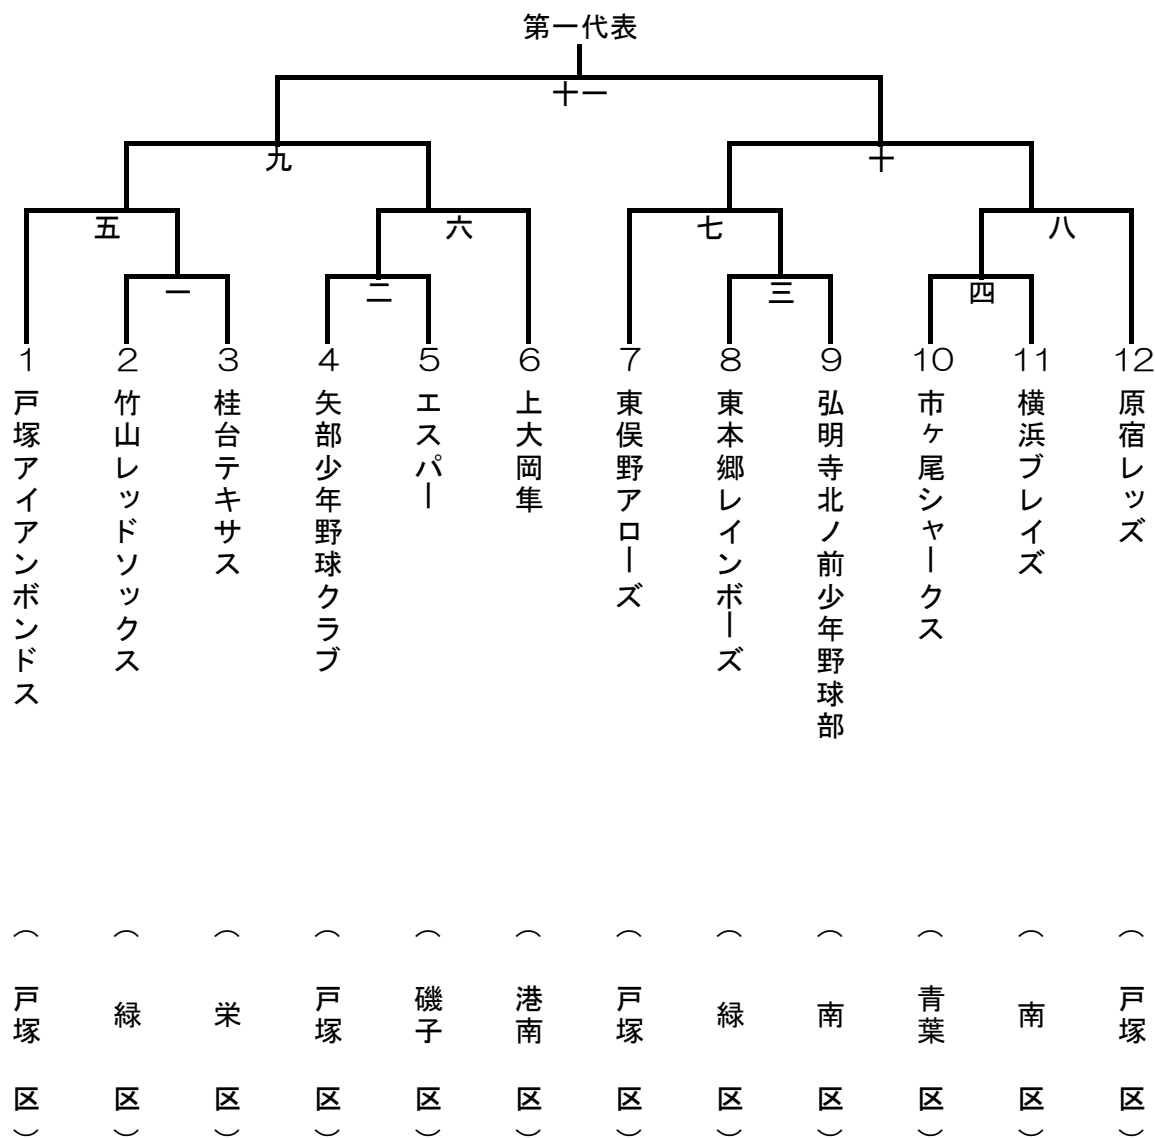 第一代表
十一
九
十
五
六
七
八
一
二
三
四
1
2
3
4
5
6
7
8
9
10
11
12
戸塚アイアンボンドス
竹山レッドソックス
桂台テキサス
矢部少年野球クラブ
エスパー
上大岡隼
東俣野アローズ
東本郷レインボーズ
弘明寺北ノ前少年野球部
市ヶ尾シャークス
横浜ブレイズ
原宿レッズ
（戸塚区）
（緑区）
（栄区）
（戸塚区）
（磯子区）
（港南区）
（戸塚区）
（緑区）
（南区）
（青葉区）
（南区）
（戸塚区）